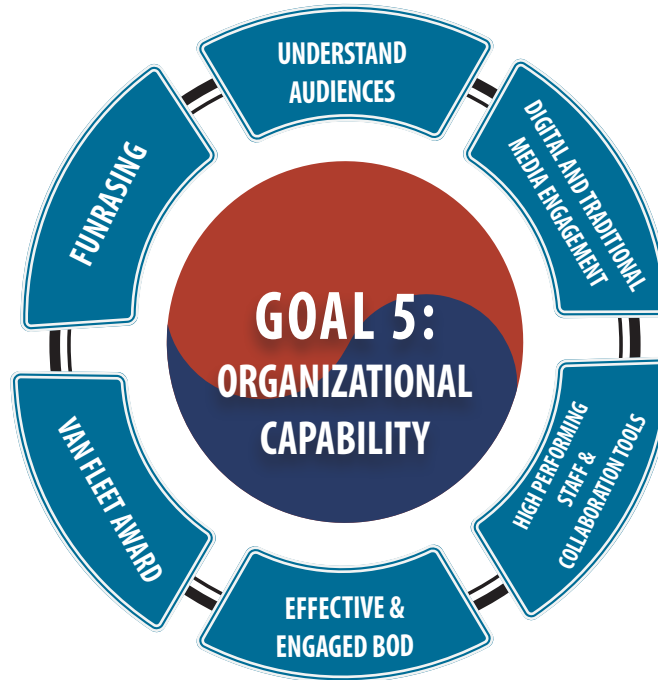 UNDERSTAND
AUDIENCES
DIGITAL AND TRADITIONAL
MEDIA ENGAGEMENT
HIGH PERFORMING
STAFF &
COLLABORATION TOOLS
EFFECTIVE &
ENGAGED BOD
VAN FLEET AWARD
FUNRASING
GOAL 5:
ORGANIZATIONAL
CAPABILITY